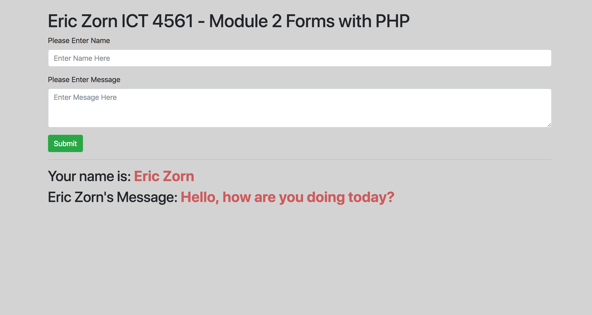 Eric Zorn ICT 4561 - Module 2 Forms with PHP
Please Enter Name
Enter Name Here
Please Enter Message
Enter Mesage Here
Submit
Your name is: Eric Zorn
Eric Zorn's Message: Hello, how are you doing today?